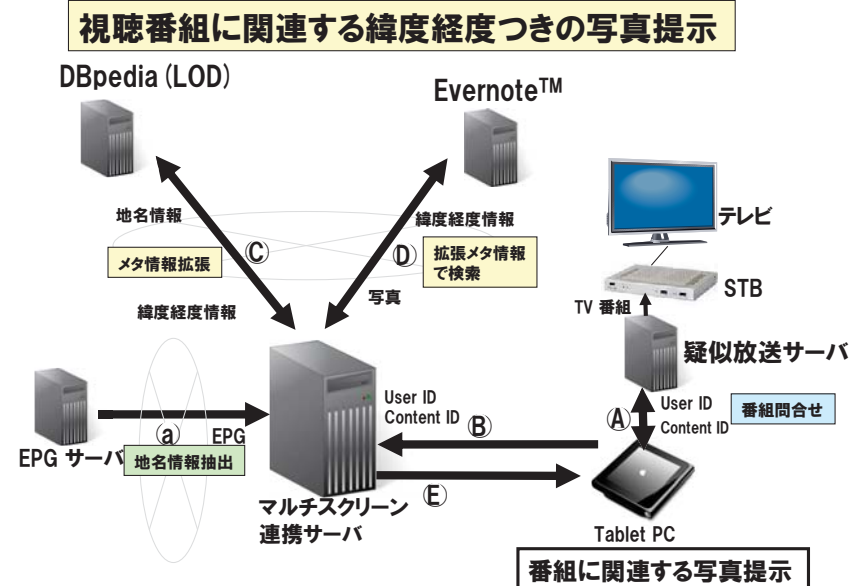 視聴番組に関連する緯度経度つきの写真提示
DBpedia (LOD)
Evernote™
テレビ
地名情報
緯度経度情報
メタ情報拡張
Ⓒ
Ⓓ
拡張メタ情報
で検索
STB
写真
TV 番組
緯度経度情報
疑似放送サーバ
User ID
Content ID
Ⓑ
Ⓐ
User ID
Content ID
番組問合せ
ⓐ
EPG
EPG サーバ
地名情報抽出
Ⓔ
マルチスクリーン
連携サーバ
Tablet PC
番組に関連する写真提示